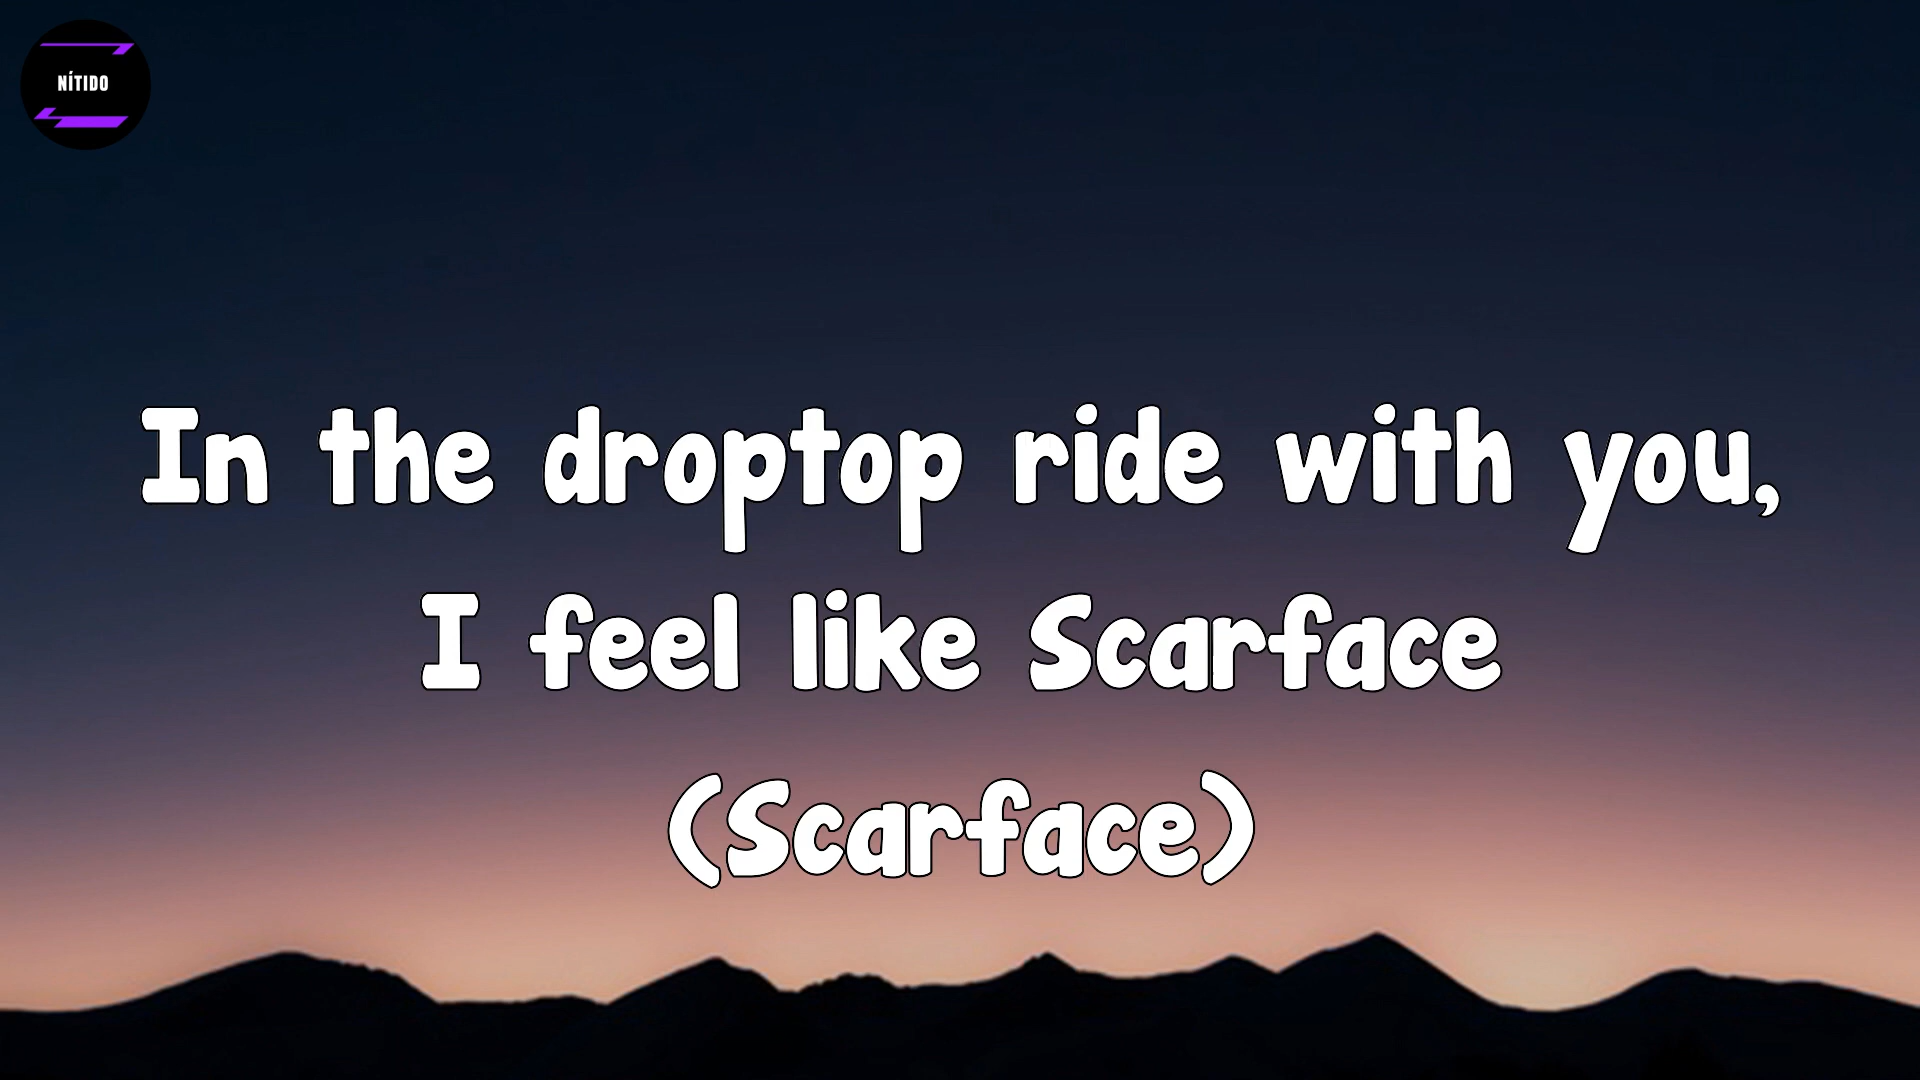 NÍTIDO
In the droptop ride with you,
I feel like Scarface
(Scarface)